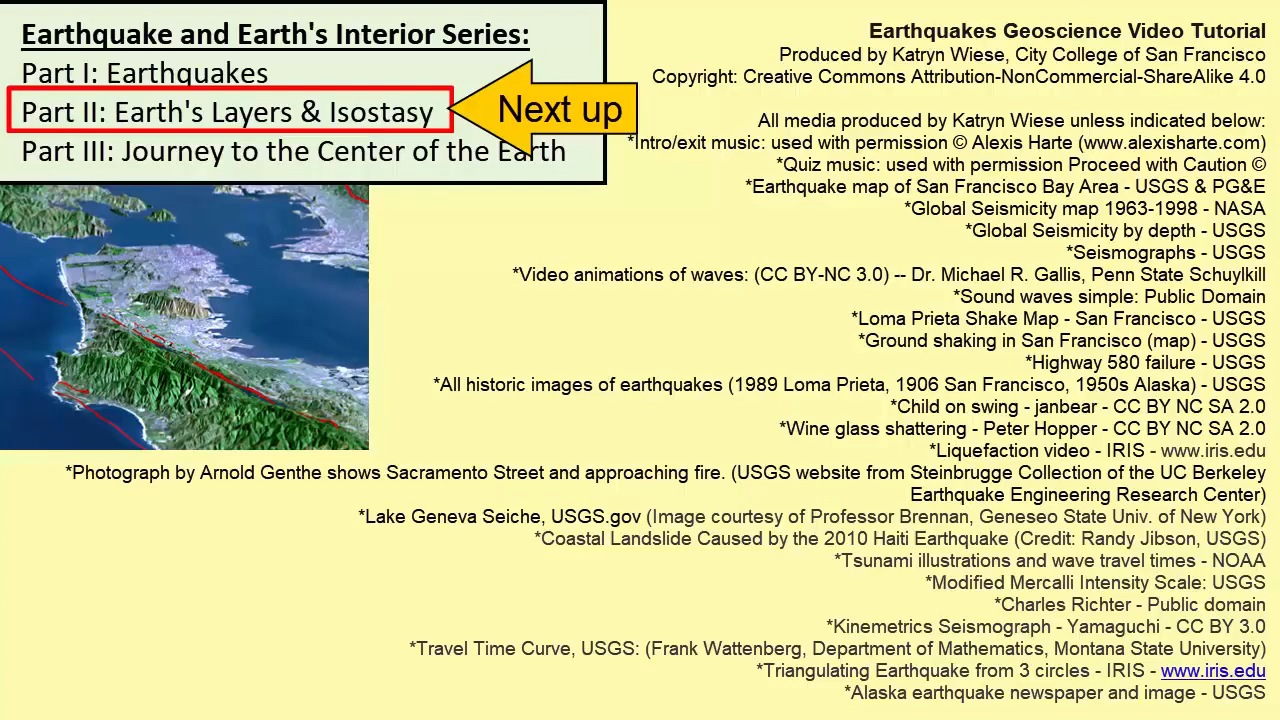 Earthquake and Earth's Interior Series:
Part I: Earthquakes
Part II: Earth's Layers & Isostasy
Next up
Part III: Journey to the Center of the Earth
Earthquakes Geoscience Video Tutorial
Produced by Katryn Wiese, City College of San Francisco
Copyright: Creative Commons Attribution-NonCommercial-ShareAlike 4.0
All media produced by Katryn Wiese unless indicated below:
*Intro/exit music: used with permission © Alexis Harte (www.alexisharte.com)
*Quiz music: used with permission Proceed with Caution ©
*Earthquake map of San Francisco Bay Area - USGS & PG&E
*Global Seismicity map 1963-1998 - NASA
*Global Seismicity by depth - USGS
*Seismographs - USGS
*Video animations of waves: (CC BY-NC 3.0) -- Dr. Michael R. Gallis, Penn State Schuylkill
*Sound waves simple: Public Domain
*Loma Prieta Shake Map - San Francisco - USGS
*Ground shaking in San Francisco (map) - USGS
*Highway 580 failure - USGS
*All historic images of earthquakes (1989 Loma Prieta, 1906 San Francisco, 1950s Alaska) - USGS
*Child on swing - janbear - CC BY NC SA 2.0
*Wine glass shattering - Peter Hopper - CC BY NC SA 2.0
*Liquefaction video - IRIS - www.iris.edu
*Photograph by Arnold Genthe shows Sacramento Street and approaching fire. (USGS website from Steinbrugge Collection of the UC Berkeley
Earthquake Engineering Research Center)
*Lake Geneva Seiche, USGS.gov (Image courtesy of Professor Brennan, Geneseo State Univ. of New York)
*Coastal Landslide Caused by the 2010 Haiti Earthquake (Credit: Randy Jibson, USGS)
*Tsunami illustrations and wave travel times - NOAA
*Modified Mercalli Intensity Scale: USGS
*Charles Richter - Public domain
*Kinemetrics Seismograph - Yamaguchi - CC BY 3.0
*Travel Time Curve, USGS: (Frank Wattenberg, Department of Mathematics, Montana State University)
*Triangulating Earthquake from 3 circles - IRIS - www.iris.edu
*Alaska earthquake newspaper and image - USGS